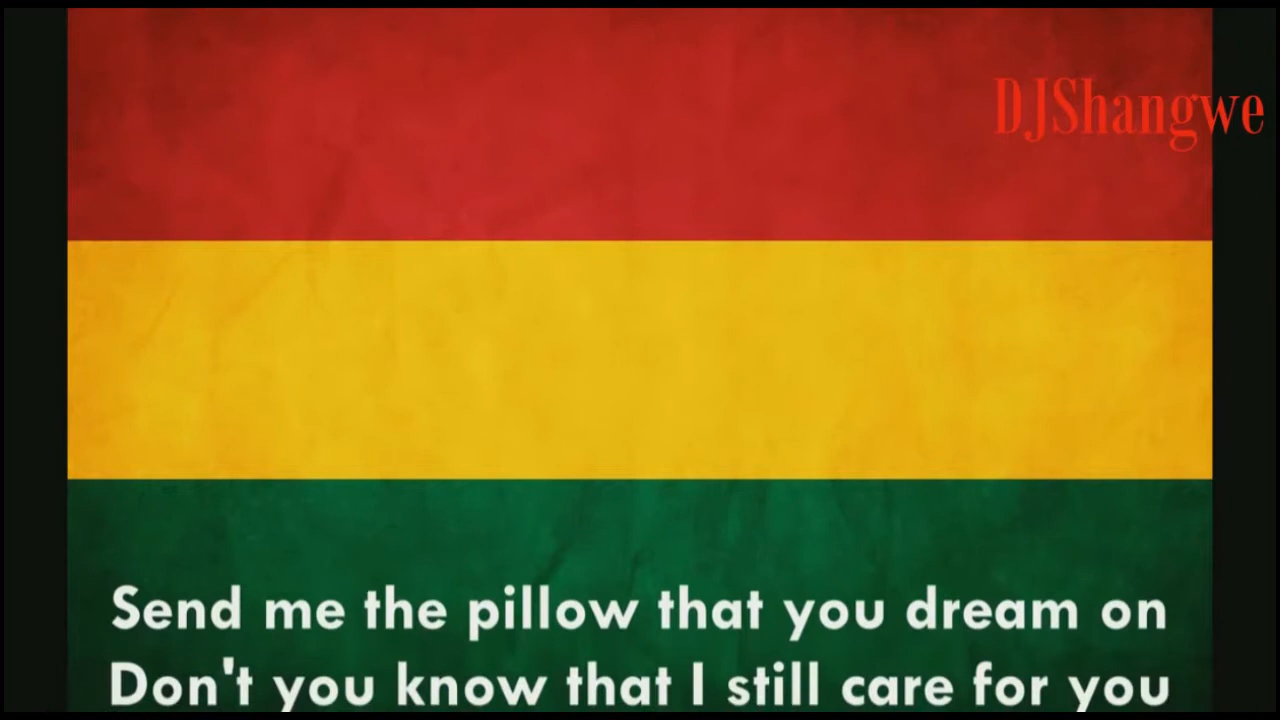 DJShangwe
Send me the pillow that you dream on
Don't you know that I still care for you